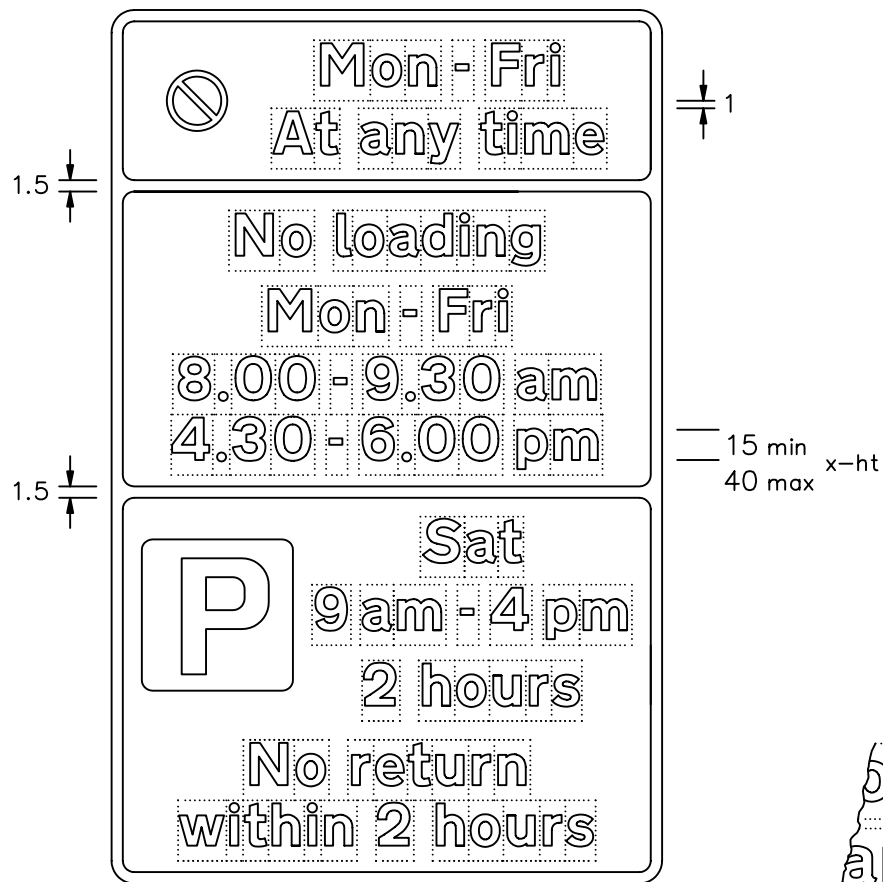 Mon - Fri
At any time
1
1.5
No loading
Mon - Fri
8.00 - 9.30 am
4.30 - 6.00 pm
15 min
40 max
x-ht
1.5
P
Sat
9 am - 4 pm
2 hours
No return
within 2 hours